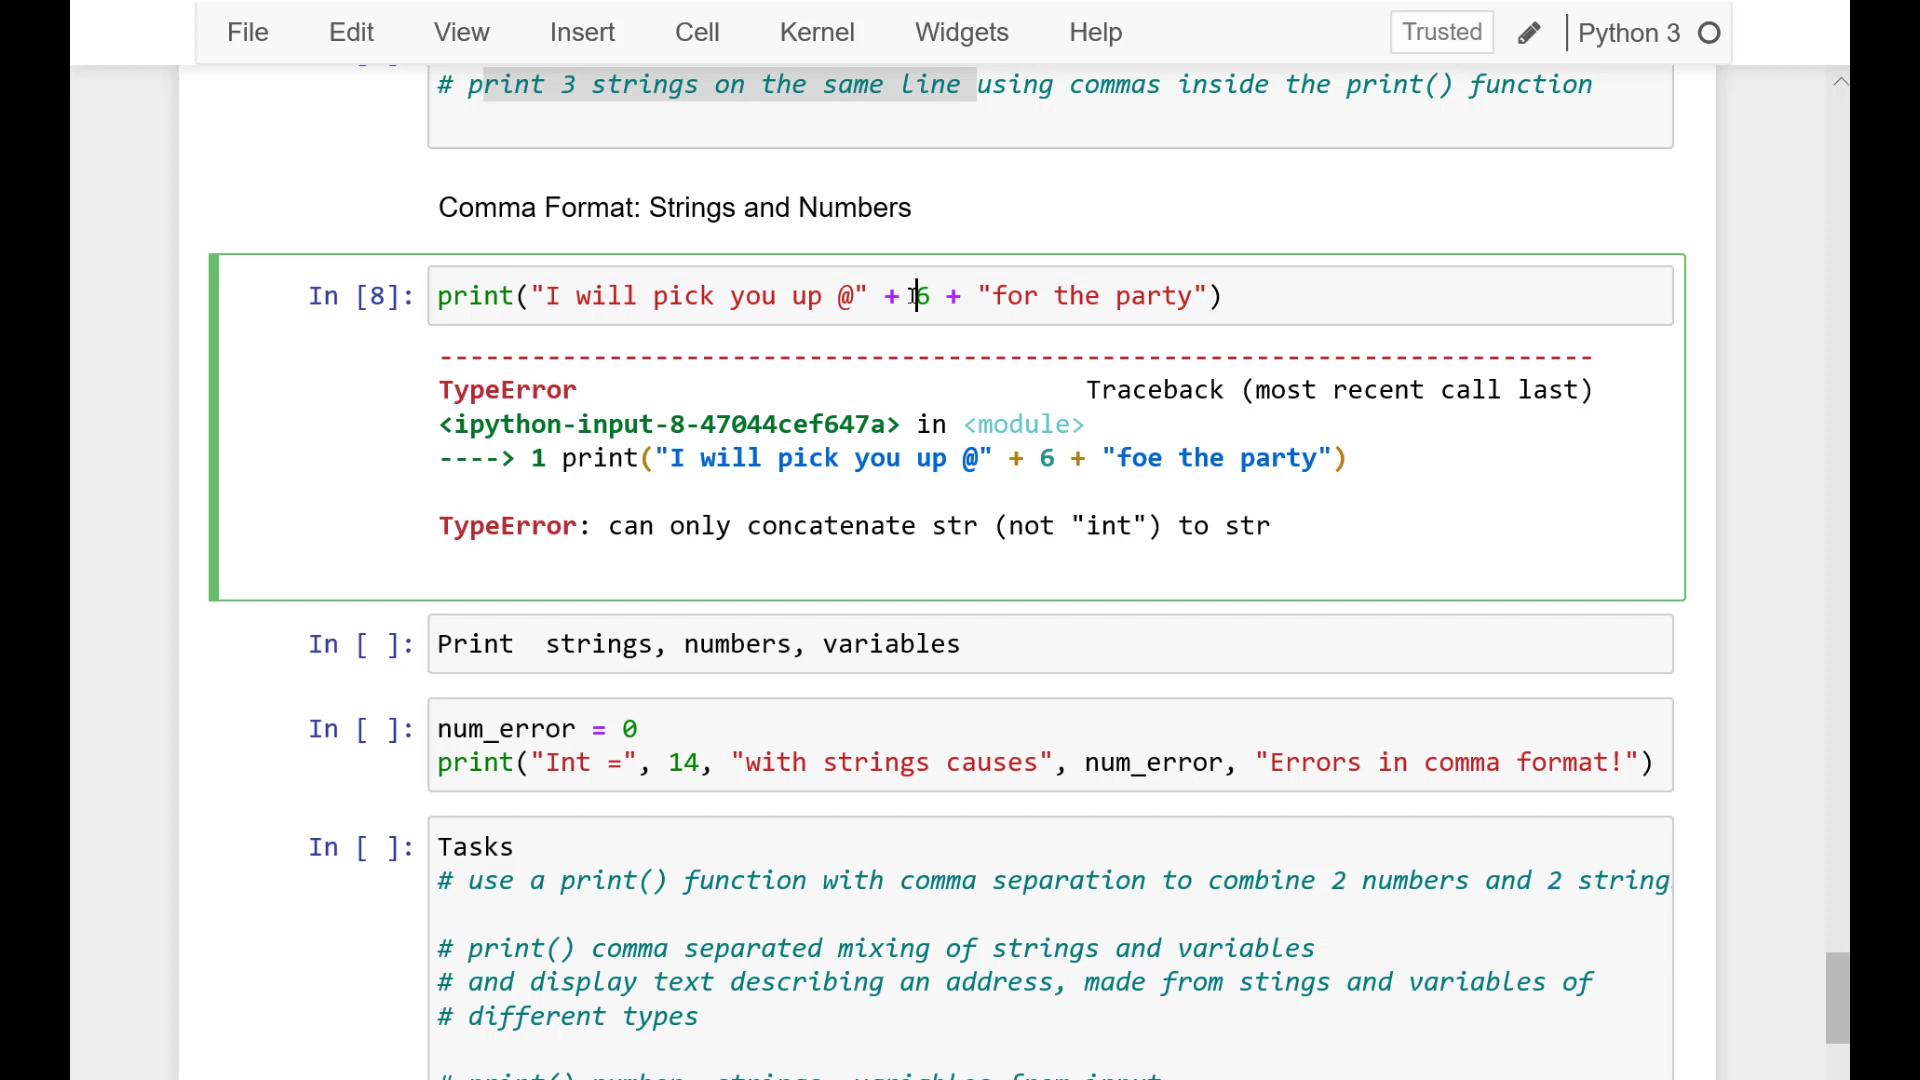 File Edit View Insert Cell Kernel Widgets Help Trusted Python 3
# print 3 strings on the same line using commas inside the print() function
Comma Format: Strings and Numbers
In [8]: print("I will pick you up @" + 6 + "for the party")
---------------------------------------------------------------------------
TypeError Traceback (most recent call last)
<ipython-input-8-47044cef647a> in <module>
----> 1 print("I will pick you up @" + 6 + "foe the party")
TypeError: can only concatenate str (not "int") to str
In [ ]: Print  strings, numbers, variables
In [ ]: num_error = 0
print("Int =", 14, "with strings causes", num_error, "Errors in comma format!")
In [ ]: Tasks
# use a print() function with comma separation to combine 2 numbers and 2 string
# print() comma separated mixing of strings and variables
# and display text describing an address, made from stings and variables of
# different types
# print() number, strings, variables from input